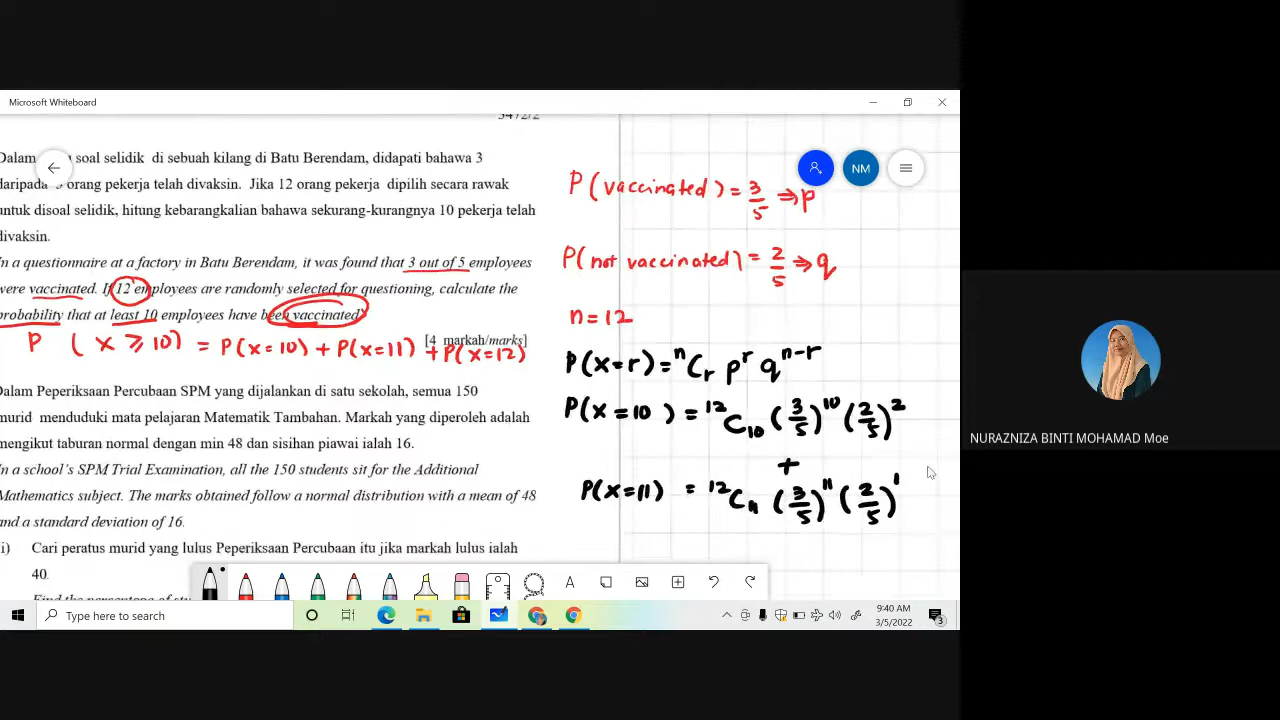 Microsoft Whiteboard
3472/2
Dalam soal selidik di sebuah kilang di Batu Berendam, didapati bahawa 3
daripada 5 orang pekerja telah divaksin. Jika 12 orang pekerja dipilih secara rawak
untuk disoal selidik, hitung kebarangkalian bahawa sekurang-kurangnya 10 pekerja telah
divaksin.
In a questionnaire at a factory in Batu Berendam, it was found that 3 out of 5 employees
were vaccinated. If 12 employees are randomly selected for questioning, calculate the
probability that at least 10 employees have been vaccinated.
[4 markah/marks]
P (x ≥ 10) = P(x=10) + P(x=11) + P(x=12)
Dalam Peperiksaan Percubaan SPM yang dijalankan di satu sekolah, semua 150
murid menduduki mata pelajaran Matematik Tambahan. Markah yang diperoleh adalah
mengikut taburan normal dengan min 48 dan sisihan piawai ialah 16.
In a school's SPM Trial Examination, all the 150 students sit for the Additional
Mathematics subject. The marks obtained follow a normal distribution with a mean of 48
and a standard deviation of 16.
i) Cari peratus murid yang lulus Peperiksaan Percubaan itu jika markah lulus ialah
40.
P(vaccinated) = 3/5 ⇒ p
P(not vaccinated) = 2/5 ⇒ q
n = 12
P(x=r) = ⁿCᵣ pʳ qⁿ⁻ʳ
P(x=10) = ¹²C₁₀ (3/5)¹⁰ (2/5)²
+
P(x=11) = ¹²C₁₁ (3/5)¹¹ (2/5)¹
NM
A
Type here to search
9:40 AM
3/5/2022
3
NURAZNIZA BINTI MOHAMAD Moe